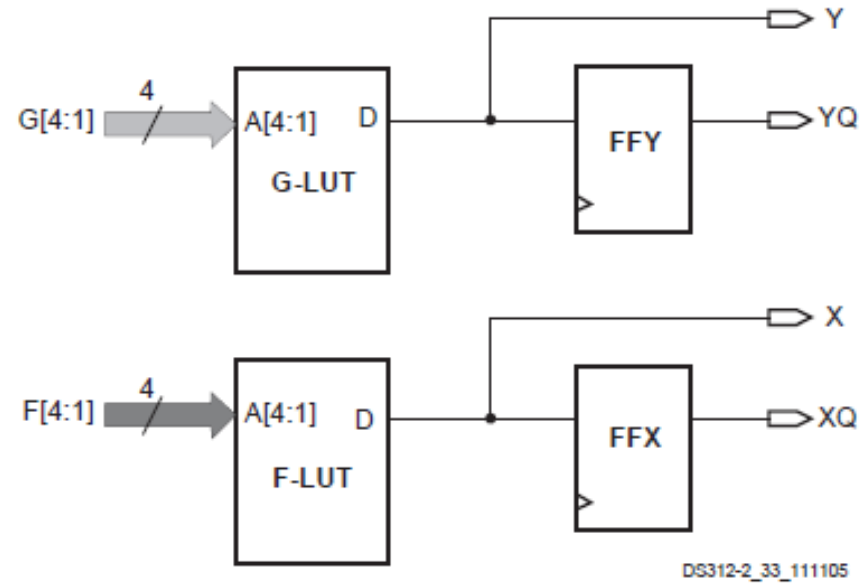 Y
4
G[4:1]
A[4:1] D
YQ
FFY
G-LUT
X
4
F[4:1]
A[4:1] D
XQ
FFX
F-LUT
DS312-2_33_111105